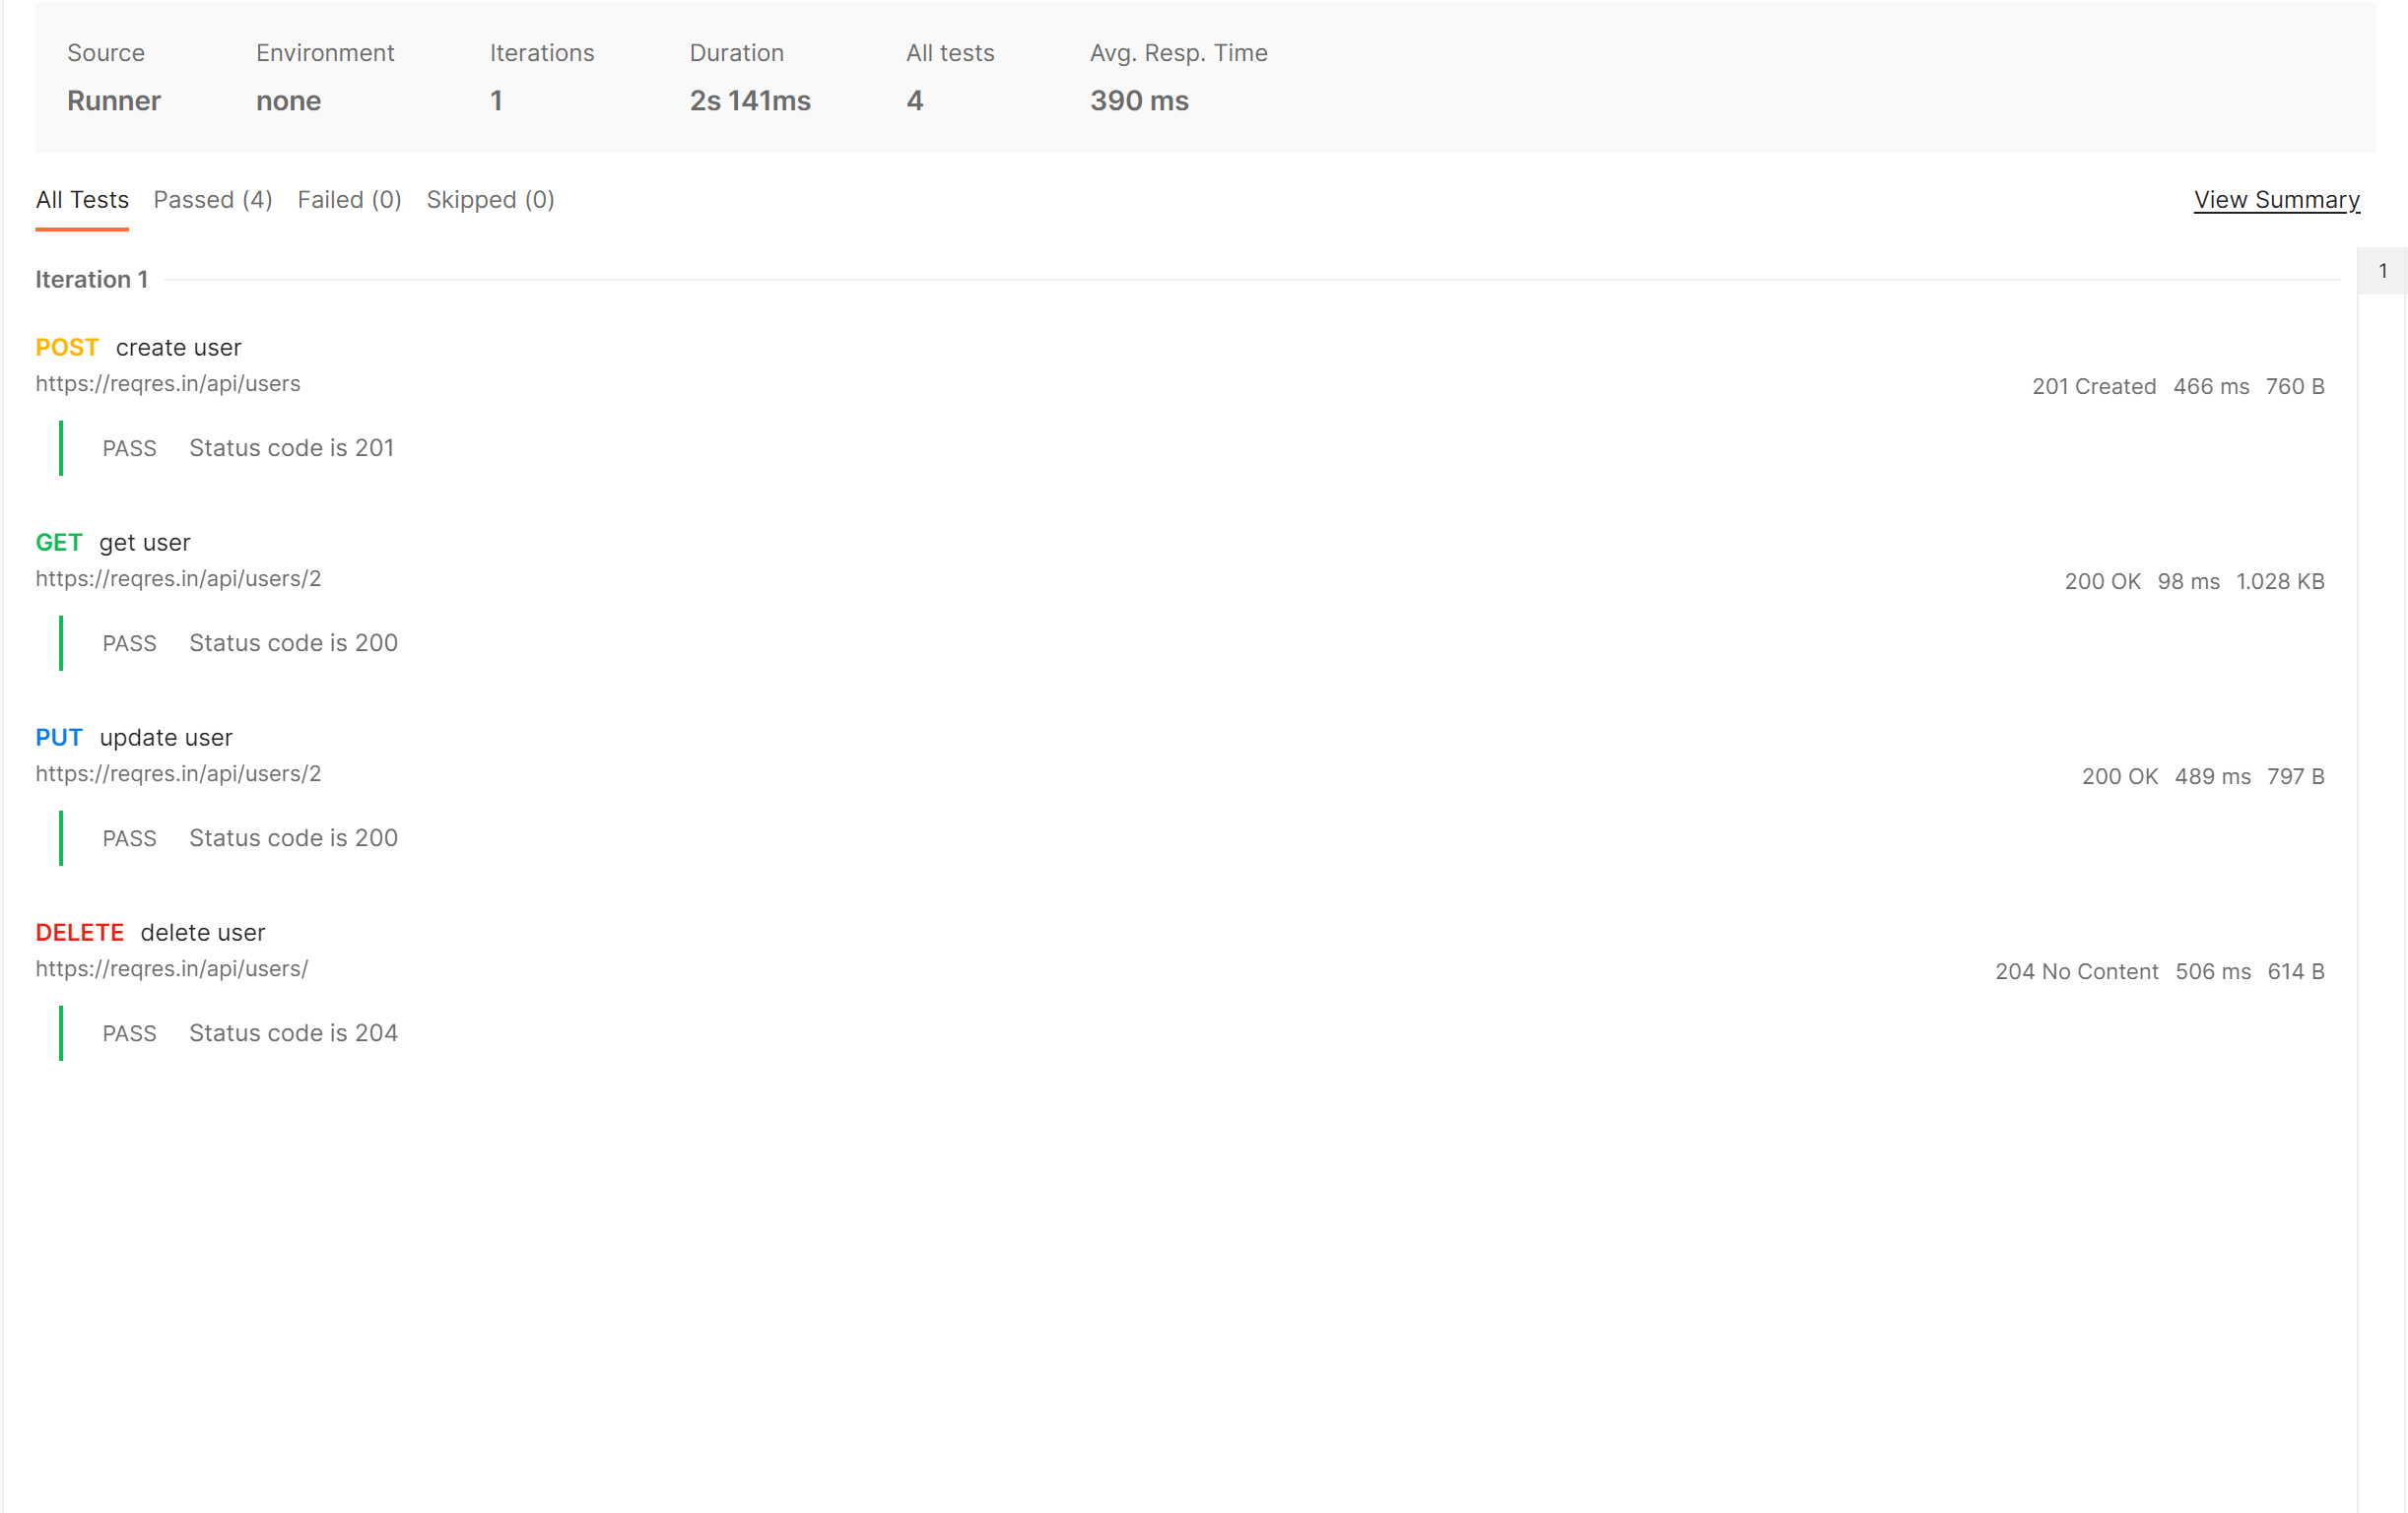 Source Environment Iterations Duration All tests Avg. Resp. Time
Runner none 1 2s 141ms 4 390 ms
All Tests Passed (4) Failed (0) Skipped (0) View Summary
Iteration 1 1
POST create user
https://reqres.in/api/users 201 Created 466 ms 760 B
PASS Status code is 201
GET get user
https://reqres.in/api/users/2 200 OK 98 ms 1.028 KB
PASS Status code is 200
PUT update user
https://reqres.in/api/users/2 200 OK 489 ms 797 B
PASS Status code is 200
DELETE delete user
https://reqres.in/api/users/ 204 No Content 506 ms 614 B
PASS Status code is 204